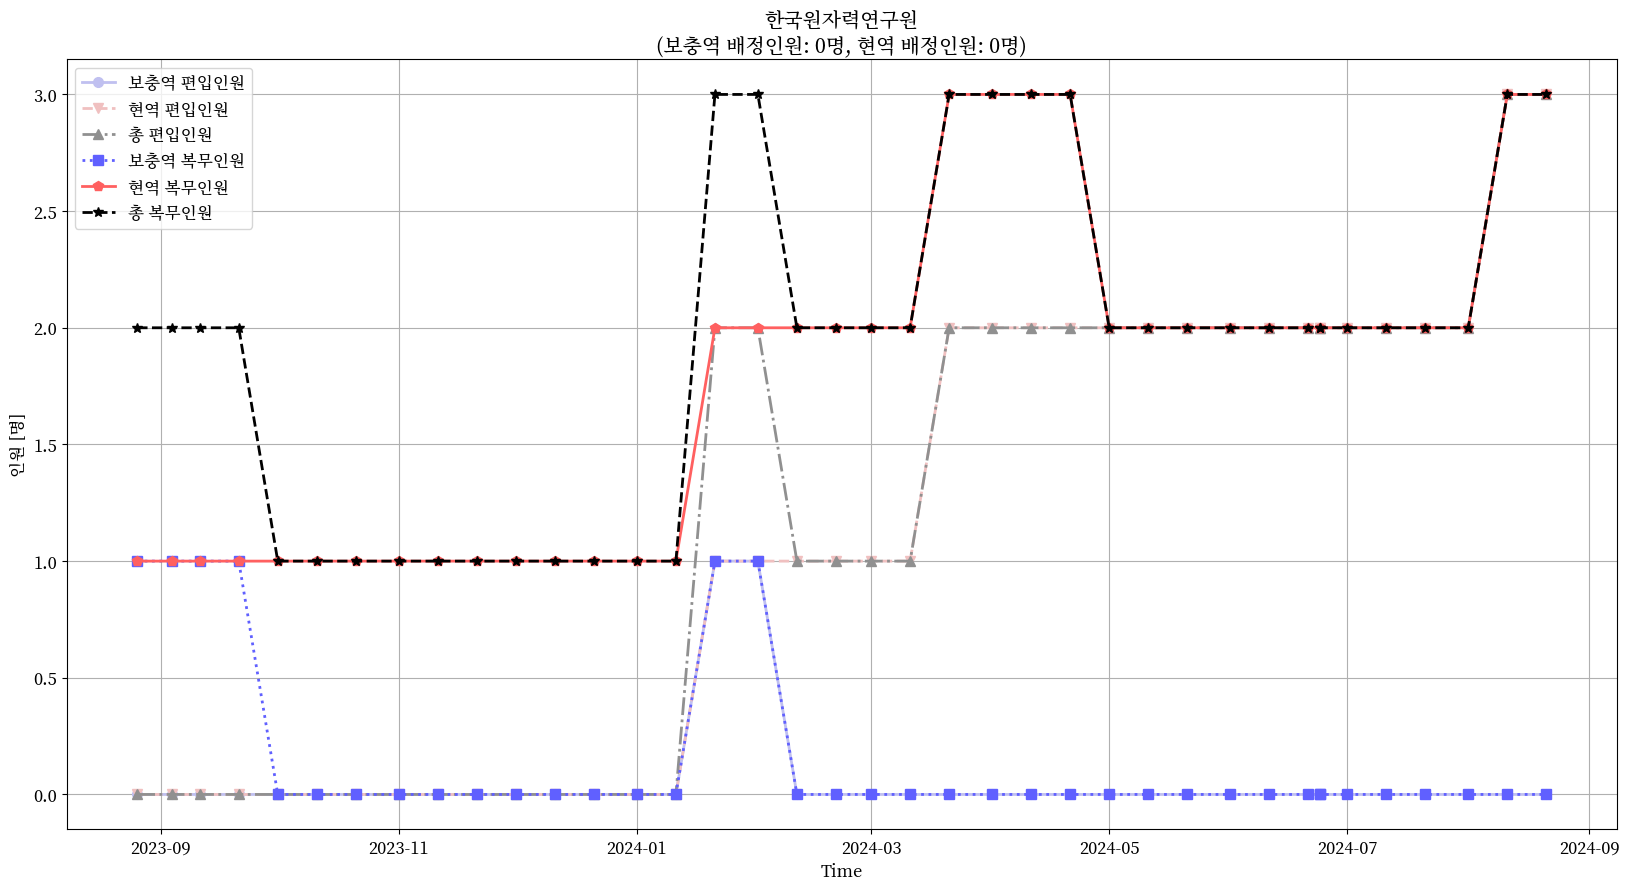 한국원자력연구원
(보충역 배정인원: 0명, 현역 배정인원: 0명)
보충역 편입인원
현역 편입인원
총 편입인원
보충역 복무인원
현역 복무인원
총 복무인원
3.0
2.5
2.0
1.5
1.0
0.5
0.0
인원 [명]
2023-09 2023-11 2024-01 2024-03 2024-05 2024-07 2024-09
Time